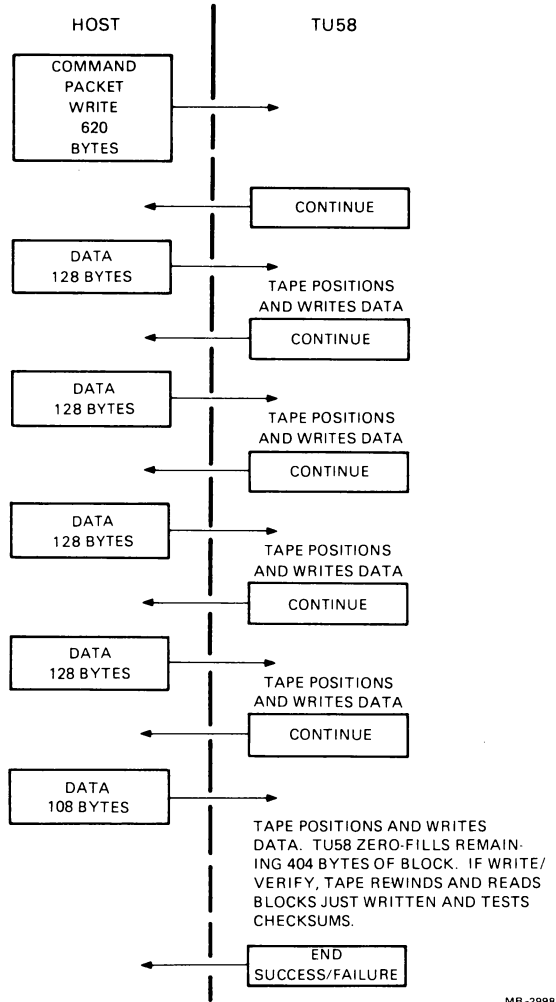 HOST
TU58
COMMAND
PACKET
WRITE
620
BYTES
CONTINUE
DATA
128 BYTES
TAPE POSITIONS
AND WRITES DATA
CONTINUE
DATA
128 BYTES
TAPE POSITIONS
AND WRITES DATA
CONTINUE
DATA
128 BYTES
TAPE POSITIONS
AND WRITES DATA
CONTINUE
DATA
128 BYTES
TAPE POSITIONS
AND WRITES DATA
CONTINUE
DATA
108 BYTES
TAPE POSITIONS AND WRITES
DATA. TU58 ZERO-FILLS REMAIN-
ING 404 BYTES OF BLOCK. IF WRITE/
VERIFY, TAPE REWINDS AND READS
BLOCKS JUST WRITTEN AND TESTS
CHECKSUMS.
END
SUCCESS/FAILURE
MR-2998